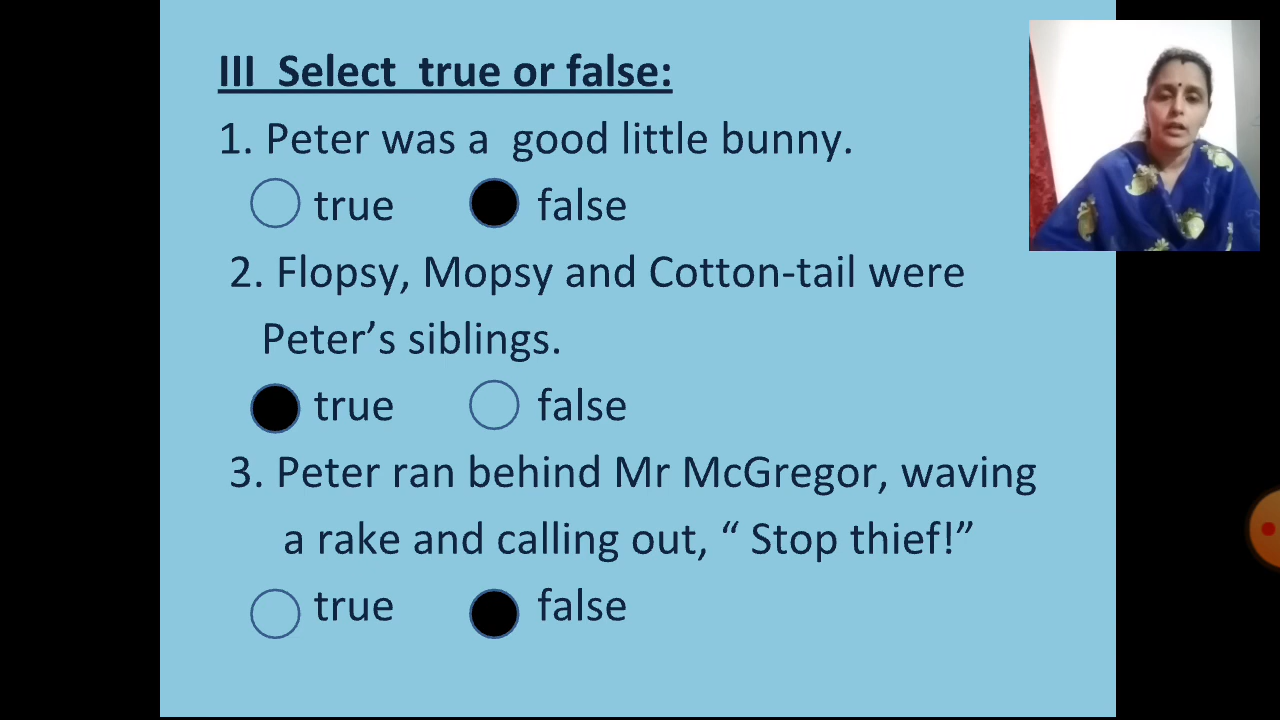 III Select true or false:
1. Peter was a good little bunny.
true false
2. Flopsy, Mopsy and Cotton-tail were
Peter’s siblings.
true false
3. Peter ran behind Mr McGregor, waving
a rake and calling out, “ Stop thief!”
true false